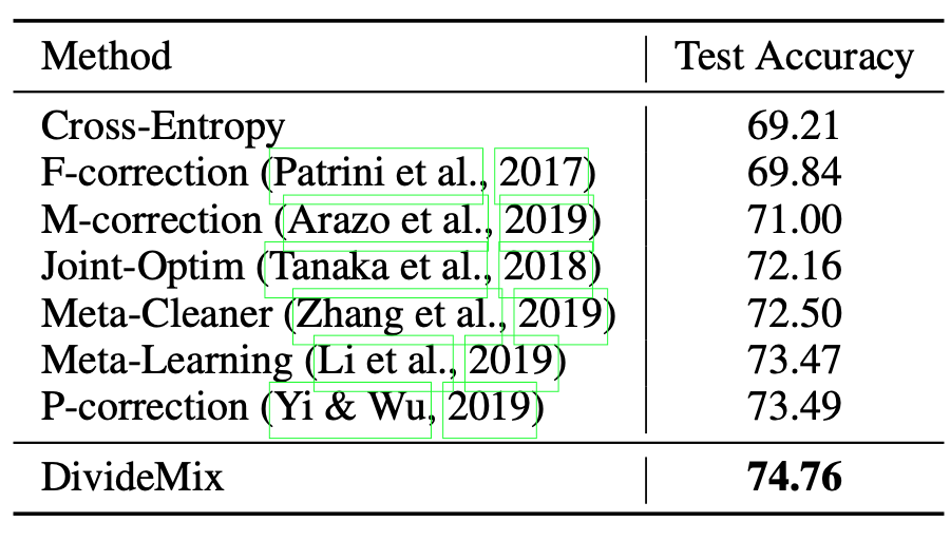 Method Test Accuracy
Cross-Entropy 69.21
F-correction (Patrini et al., 2017) 69.84
M-correction (Arazo et al., 2019) 71.00
Joint-Optim (Tanaka et al., 2018) 72.16
Meta-Cleaner (Zhang et al., 2019) 72.50
Meta-Learning (Li et al., 2019) 73.47
P-correction (Yi & Wu, 2019) 73.49
DivideMix 74.76